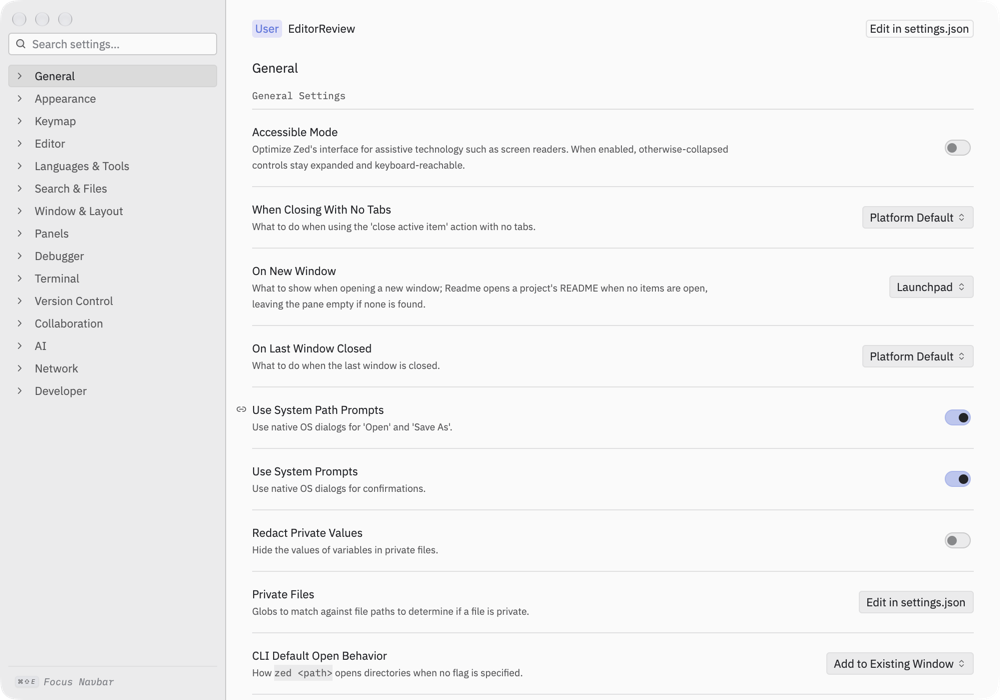 Search settings…
General
Appearance
Keymap
Editor
Languages & Tools
Search & Files
Window & Layout
Panels
Debugger
Terminal
Version Control
Collaboration
AI
Network
Developer
⌘⇧E Focus Navbar
User EditorReview
Edit in settings.json
General
General Settings
Accessible Mode
Optimize Zed's interface for assistive technology such as screen readers. When enabled, otherwise-collapsed
controls stay expanded and keyboard-reachable.
When Closing With No Tabs
What to do when using the 'close active item' action with no tabs.
Platform Default
On New Window
What to show when opening a new window; Readme opens a project's README when no items are open,
leaving the pane empty if none is found.
Launchpad
On Last Window Closed
What to do when the last window is closed.
Platform Default
Use System Path Prompts
Use native OS dialogs for 'Open' and 'Save As'.
Use System Prompts
Use native OS dialogs for confirmations.
Redact Private Values
Hide the values of variables in private files.
Private Files
Globs to match against file paths to determine if a file is private.
Edit in settings.json
CLI Default Open Behavior
How zed <path> opens directories when no flag is specified.
Add to Existing Window